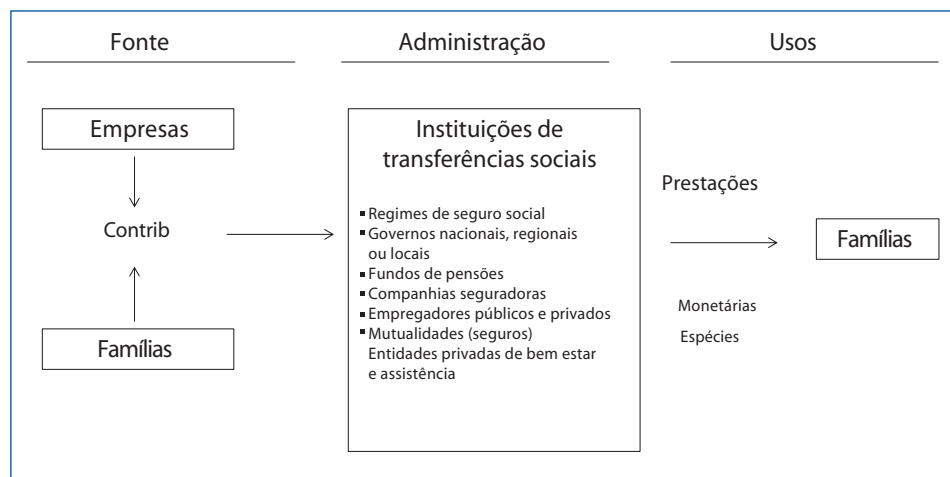 Fonte
Administração
Usos
Empresas
Contrib
Famílias
Instituições de
transferências sociais
▪ Regimes de seguro social
▪ Governos nacionais, regionais
ou locais
▪ Fundos de pensões
▪ Companhias seguradoras
▪ Empregadores públicos e privados
▪ Mutualidades (seguros)
Entidades privadas de bem estar
e assistência
Prestações
Monetárias
Espécies
Famílias